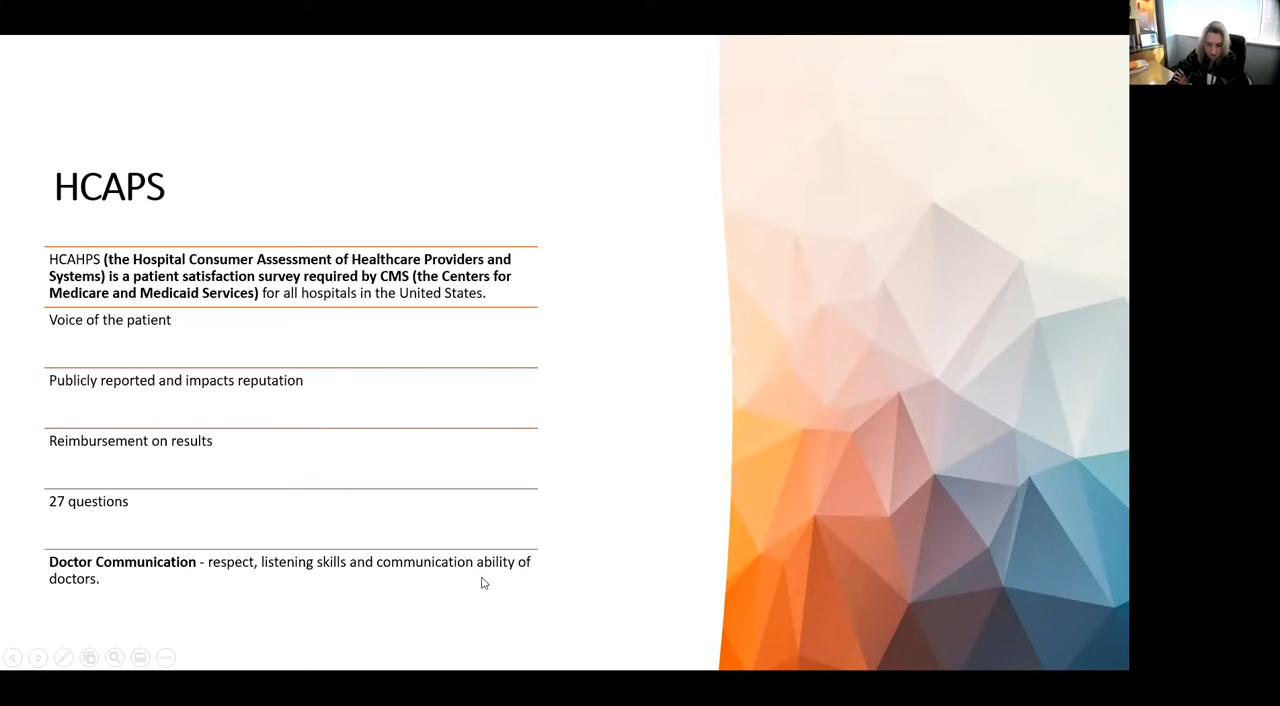 HCAPS
HCAHPS (the Hospital Consumer Assessment of Healthcare Providers and
Systems) is a patient satisfaction survey required by CMS (the Centers for
Medicare and Medicaid Services) for all hospitals in the United States.
Voice of the patient
Publicly reported and impacts reputation
Reimbursement on results
27 questions
Doctor Communication - respect, listening skills and communication ability of
doctors.